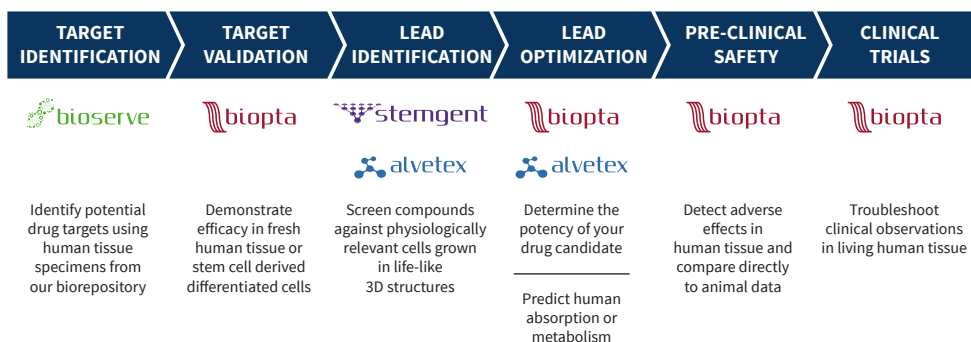 TARGET
IDENTIFICATION
TARGET
VALIDATION
LEAD
IDENTIFICATION
LEAD
OPTIMIZATION
PRE-CLINICAL
SAFETY
CLINICAL
TRIALS
bioserve
biopta
stemgent
alvetex
biopta
alvetex
biopta
biopta
Identify potential
drug targets using
human tissue
specimens from
our biorepository
Demonstrate
efficacy in fresh
human tissue or
stem cell derived
differentiated cells
Screen compounds
against physiologically
relevant cells grown
in life-like
3D structures
Determine the
potency of your
drug candidate
Predict human
absorption or
metabolism
Detect adverse
effects in
human tissue and
compare directly
to animal data
Troubleshoot
clinical observations
in living human tissue